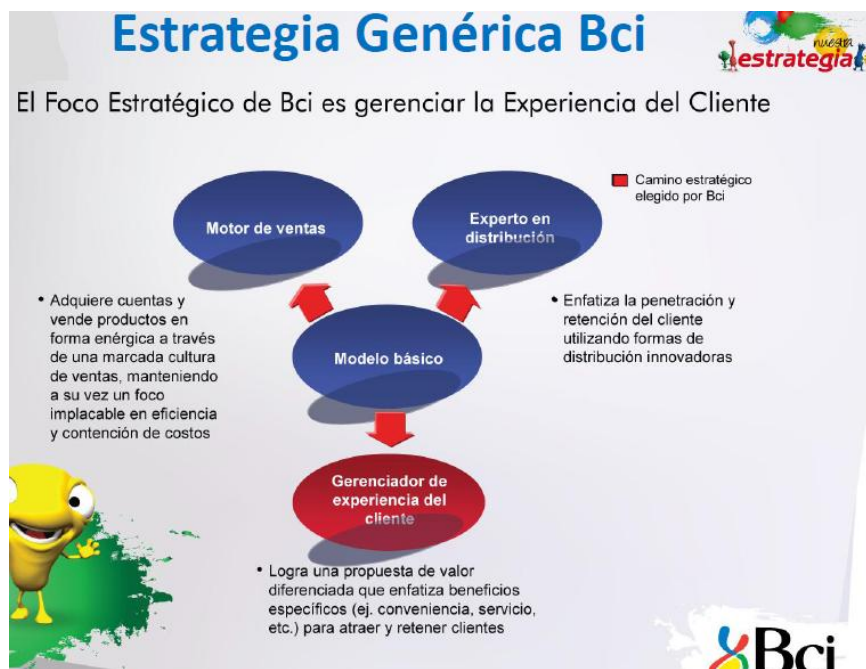 Estrategia Genérica Bci
nuestra
estrategia
El Foco Estratégico de Bci es gerenciar la Experiencia del Cliente
Camino estratégico
elegido por Bci
Motor de ventas
Experto en
distribución
• Adquiere cuentas y
vende productos en
forma enérgica a través
de una marcada cultura
de ventas, manteniendo
a su vez un foco
implacable en eficiencia
y contención de costos
• Enfatiza la penetración y
retención del cliente
utilizando formas de
distribución innovadoras
Modelo básico
Gerenciador de
experiencia del
cliente
• Logra una propuesta de valor
diferenciada que enfatiza beneficios
específicos (ej. conveniencia, servicio,
etc.) para atraer y retener clientes
Bci